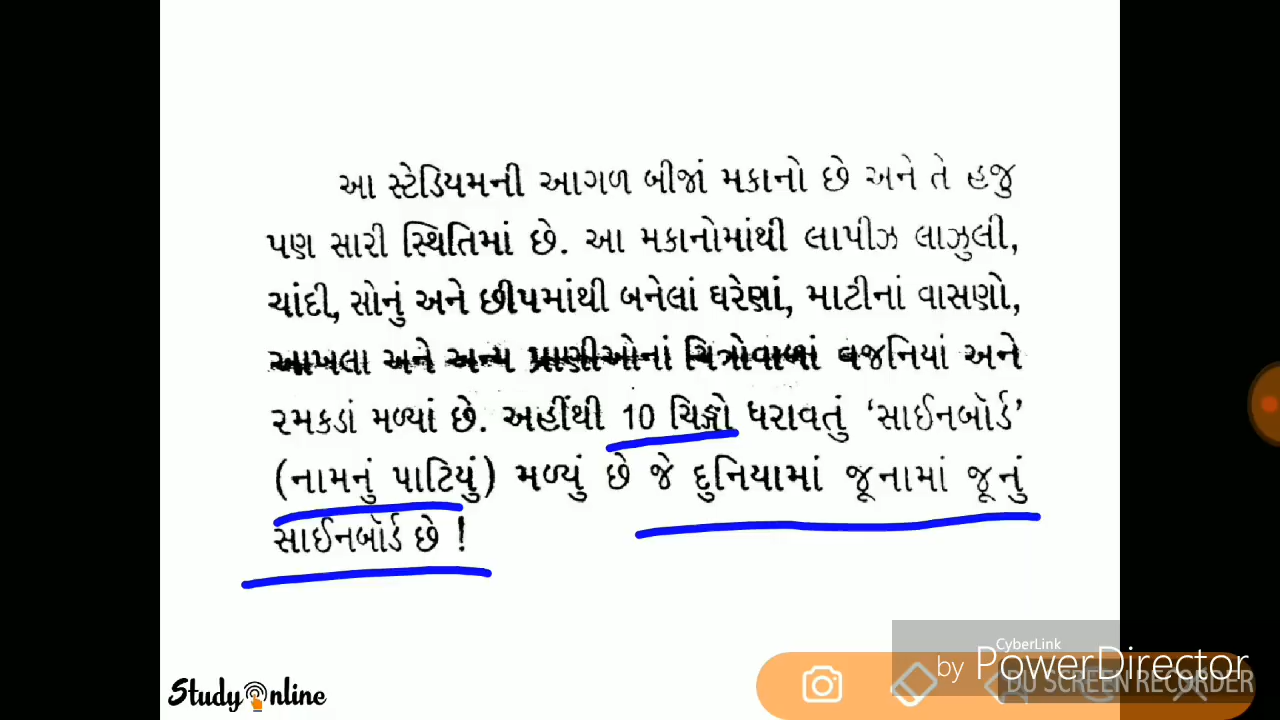 આ સ્ટેડિયમની આગળ બીજાં મકાનો છે અને તે હજુ
પણ સારી સ્થિતિમાં છે. આ મકાનોમાંથી લાપીઝ લાઝુલી,
ચાંદી, સોનું અને છીપમાંથી બનેલાં ઘરેણાં, માટીનાં વાસણો,
આખલા અને અન્ય પ્રાણીઓનાં ચિત્રોવાળાં વજનિયાં અને
રમકડાં મળ્યાં છે. અહીંથી 10 ચિહ્નો ધરાવતું ‘સાઈનબૉર્ડ’
(નામનું પાટિયું) મળ્યું છે જે દુનિયામાં જૂનામાં જૂનું
સાઈનબૉર્ડ છે !
CyberLink
by PowerDirector
DU SCREEN RECORDER
Study Online